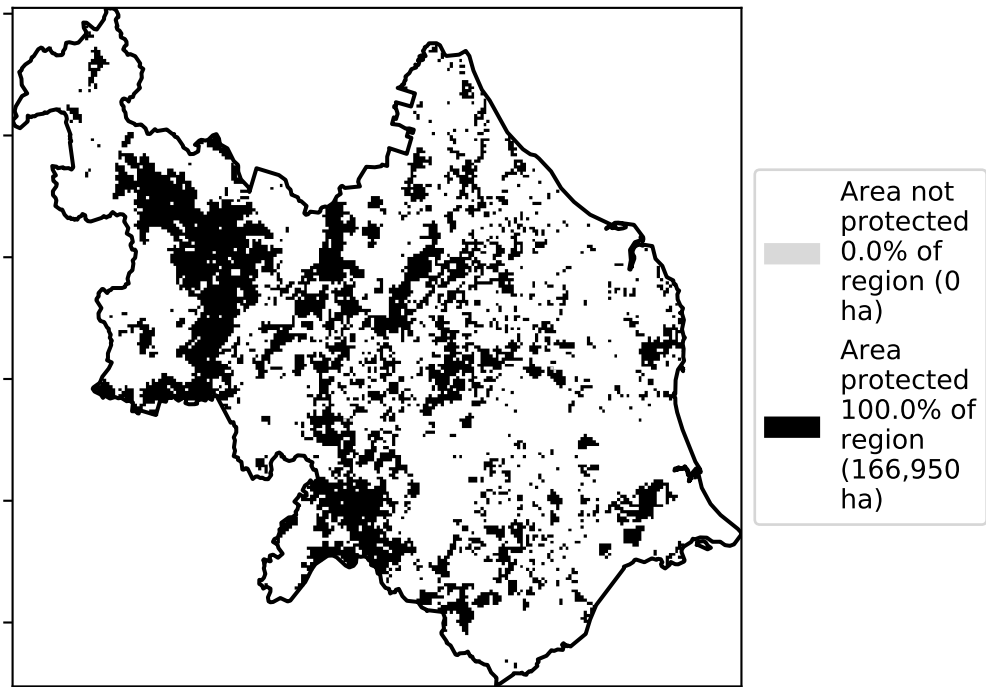 Area not
protected
0.0% of
region (0
ha)
Area
protected
100.0% of
region
(166,950
ha)